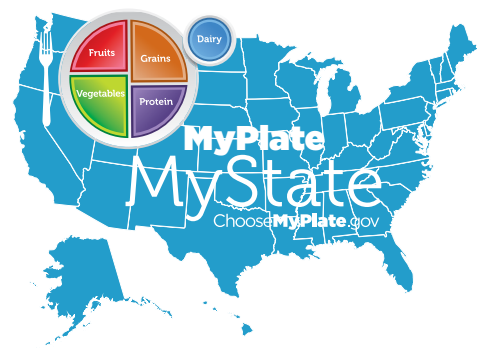 Fruits
Grains
Dairy
Vegetables
Protein
MyPlate
MyState
ChooseMyPlate.gov